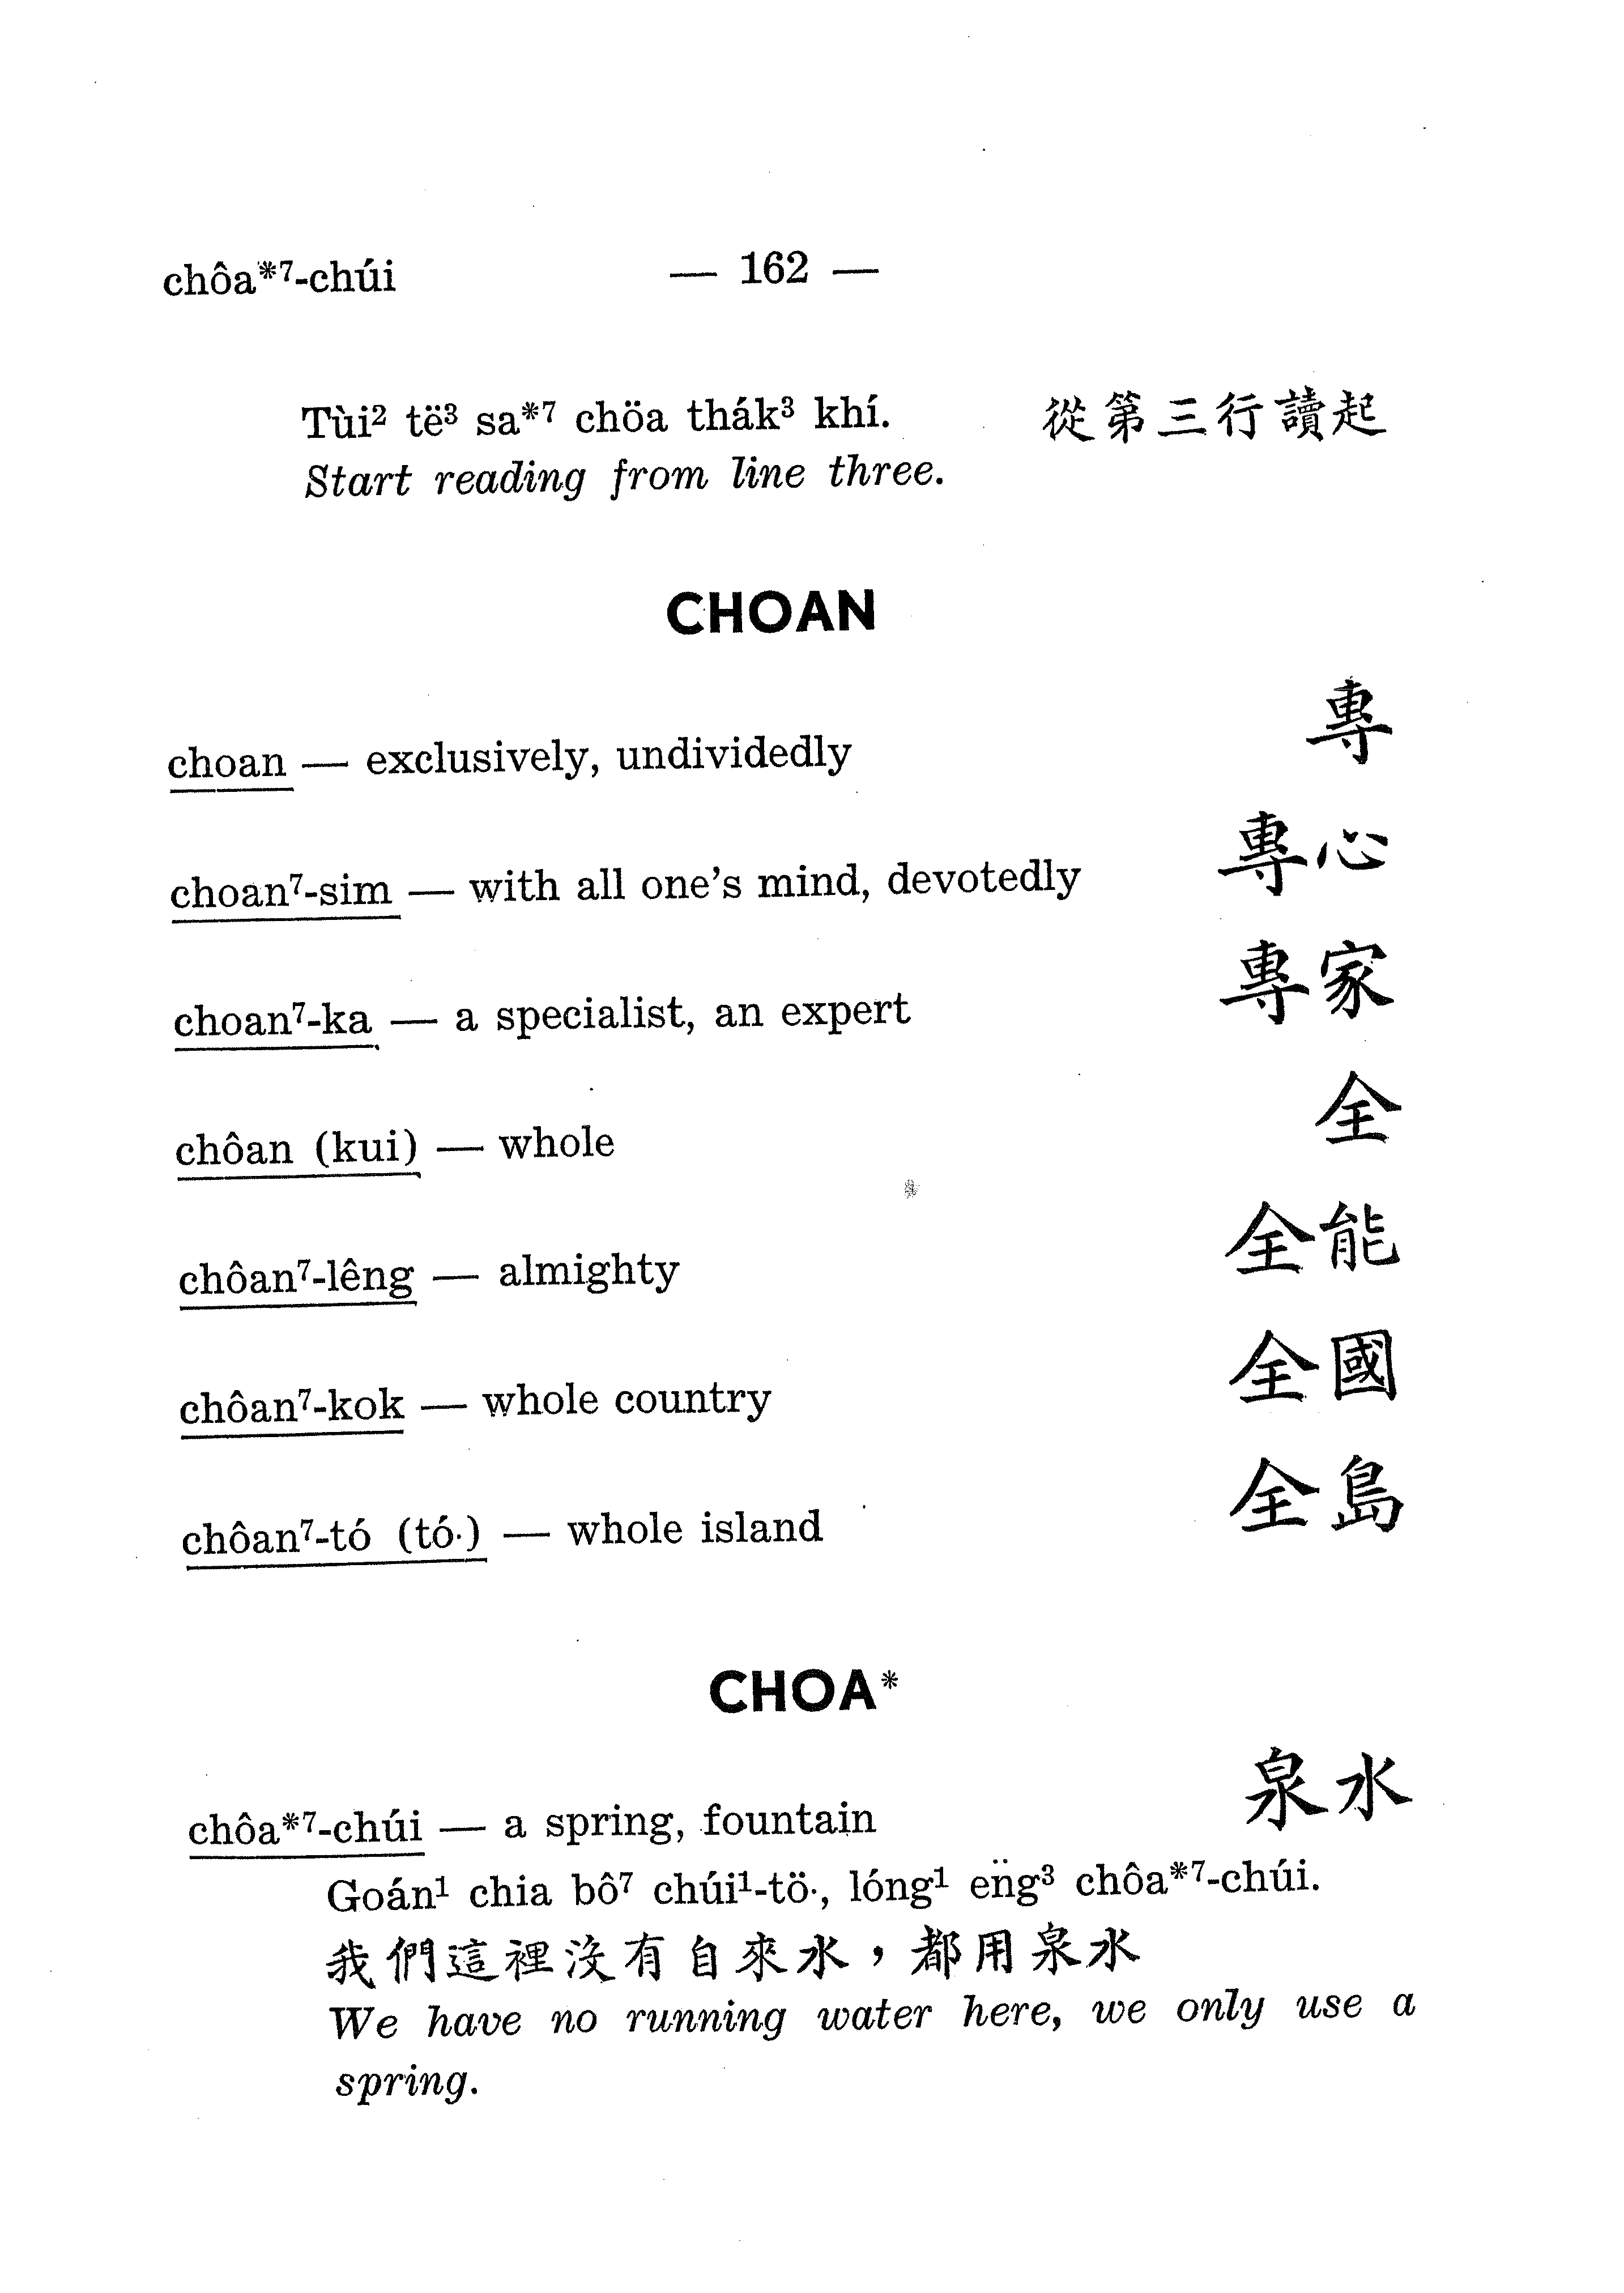 chôa*⁷-chúi — 162 —
Tùi² të³ sa*⁷ chöa thák³ khí. 從第三行讀起
Start reading from line three.
CHOAN
專
choan — exclusively, undividedly
專心
choan⁷-sim — with all one's mind, devotedly
專家
choan⁷-ka — a specialist, an expert
全
chôan (kui) — whole
全能
chôan⁷-lêng — almighty
全國
chôan⁷-kok — whole country
全島
chôan⁷-tó (tó·) — whole island
CHOA*
泉水
chôa*⁷-chúi — a spring, fountain
Goán¹ chia bô⁷ chúi¹-tö·, lóng¹ en̈g³ chôa*⁷-chúi.
我們這裡沒有自來水，都用泉水
We have no running water here, we only use a
spring.